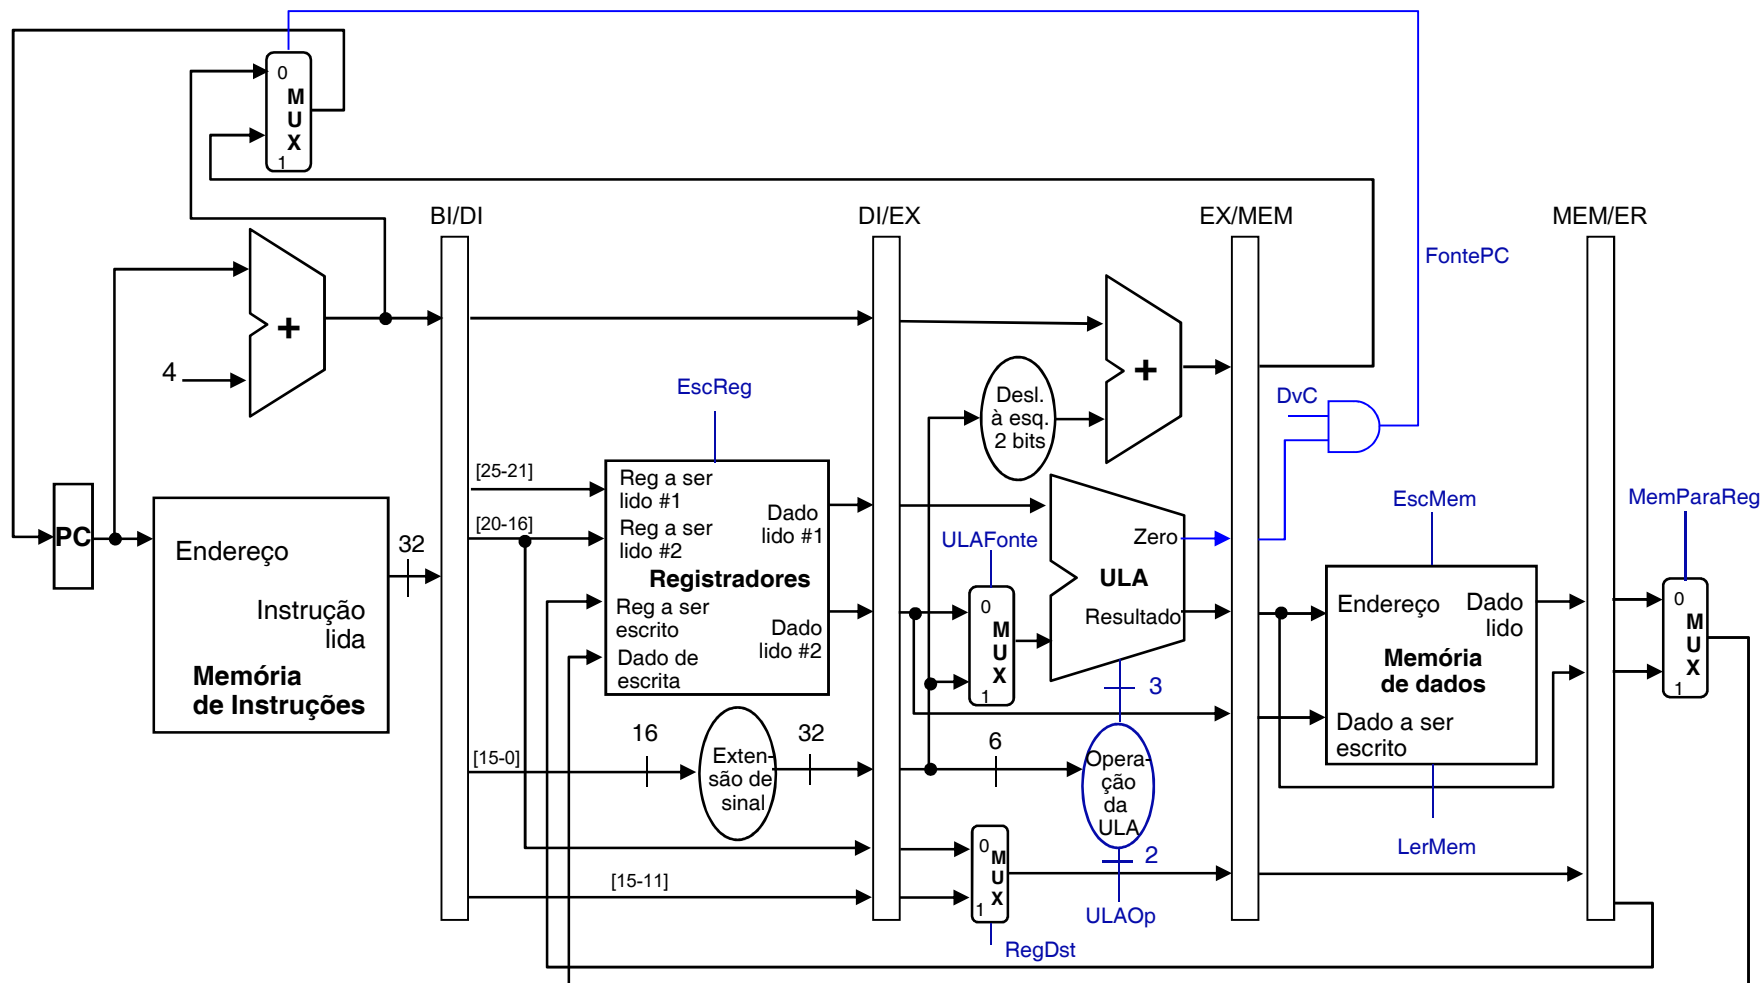 0
M
U
X
1
BI/DI
DI/EX
EX/MEM
MEM/ER
FontePC
+
4
EscReg
Desl.
à esq.
2 bits
+
DvC
[25-21]
[20-16]
Reg a ser
lido #1
Reg a ser
lido #2
Dado
lido #1
Registradores
Reg a ser
escrito
Dado
lido #2
Dado de
escrita
PC
Endereço
Instrução
lida
Memória
de Instruções
32
ULAFonte
0
M
U
X
1
Zero
ULA
Resultado
3
EscMem
Endereço
Dado
lido
Memória
de dados
Dado a ser
escrito
LerMem
MemParaReg
0
M
U
X
1
[15-0]
16
Exten-
são de
sinal
32
6
Opera-
ção
da
ULA
2
ULAOp
[15-11]
0
M
U
X
1
RegDst